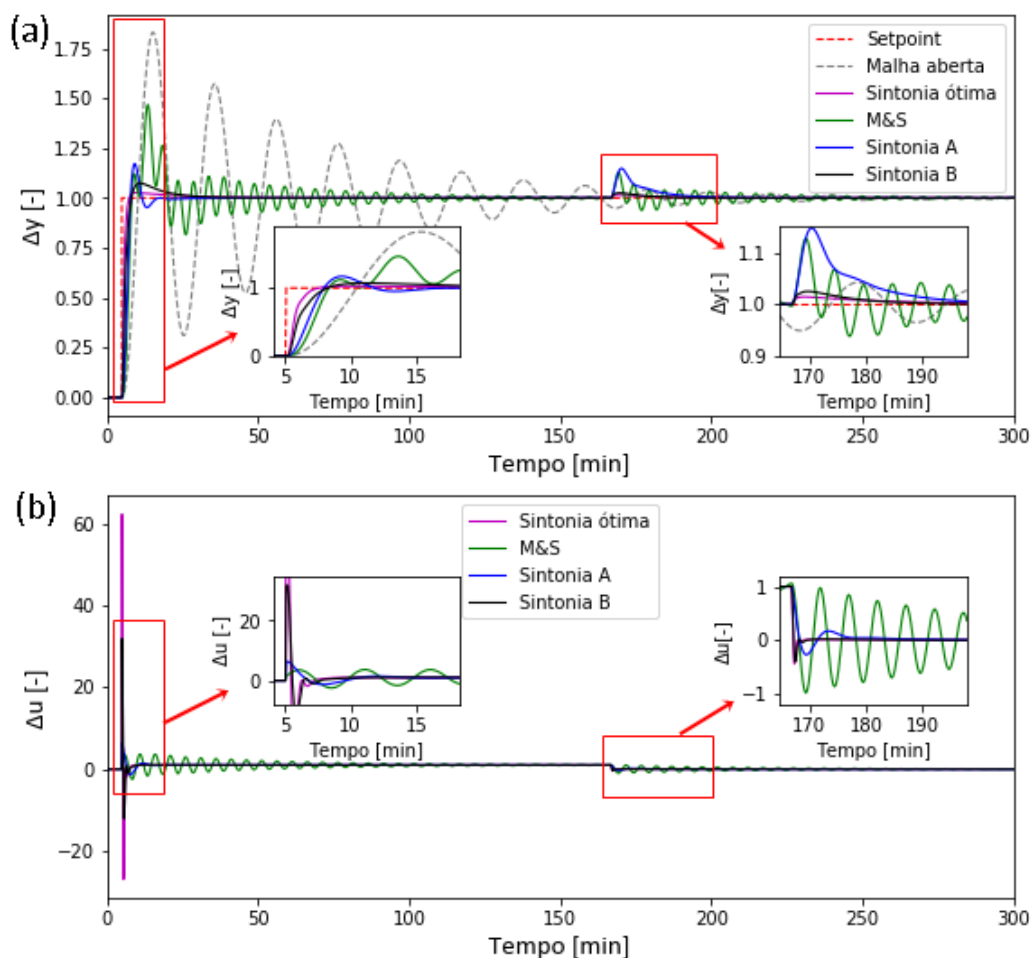 (a)
Δy [-]
1.75
1.50
1.25
1.00
0.75
0.50
0.25
0.00
Setpoint
Malha aberta
Sintonia ótima
M&S
Sintonia A
Sintonia B
Δy [-]
1
0
5 10 15
Tempo [min]
Δy[-]
1.1
1.0
0.9
170 180 190
Tempo [min]
0 50 100 150 200 250 300
Tempo [min]
(b)
Δu [-]
60
40
20
0
−20
Sintonia ótima
M&S
Sintonia A
Sintonia B
Δu [-]
20
0
5 10 15
Tempo [min]
Δu[-]
1
0
−1
170 180 190
Tempo [min]
0 50 100 150 200 250 300
Tempo [min]